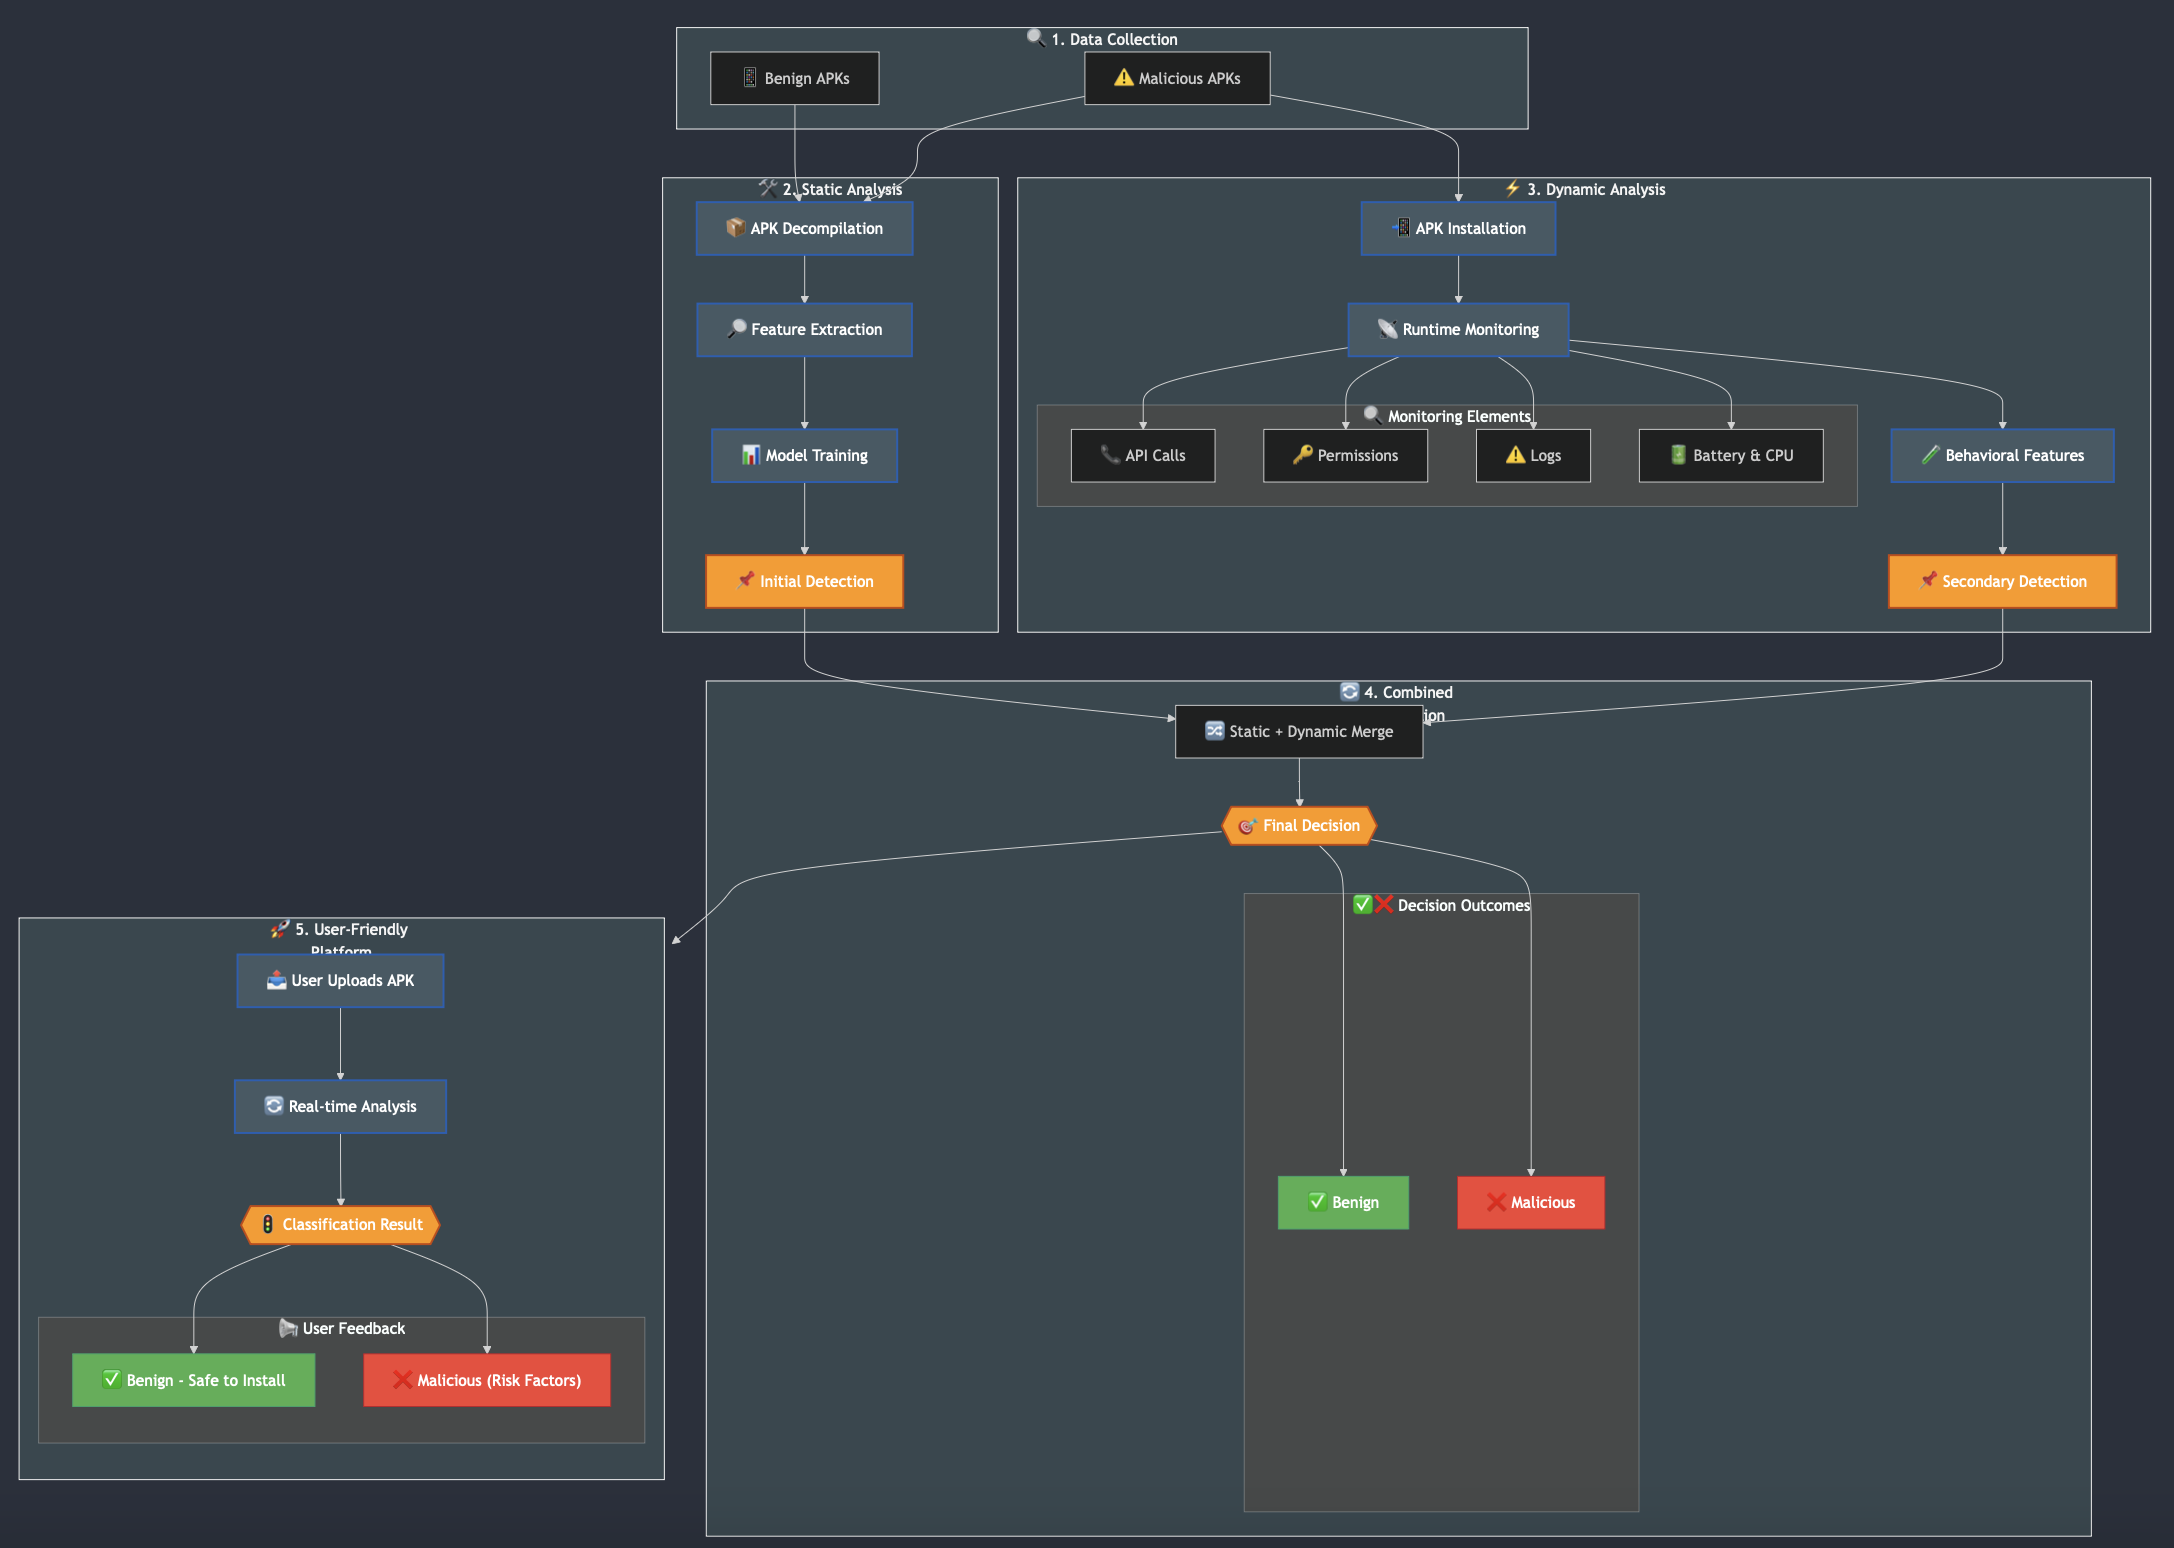 🔍 1. Data Collection
📱 Benign APKs
⚠️ Malicious APKs
🛠️ 2. Static Analysis
📦 APK Decompilation
🔎 Feature Extraction
📊 Model Training
📌 Initial Detection
⚡ 3. Dynamic Analysis
📲 APK Installation
📡 Runtime Monitoring
🔍 Monitoring Elements
📞 API Calls
🔑 Permissions
⚠️ Logs
🔋 Battery & CPU
🧪 Behavioral Features
📌 Secondary Detection
🔄 4. Combined
ion
🔀 Static + Dynamic Merge
🎯 Final Decision
✅❌ Decision Outcomes
✅ Benign
❌ Malicious
🚀 5. User-Friendly
Platform
📤 User Uploads APK
🔄 Real-time Analysis
🚦 Classification Result
📢 User Feedback
✅ Benign - Safe to Install
❌ Malicious (Risk Factors)